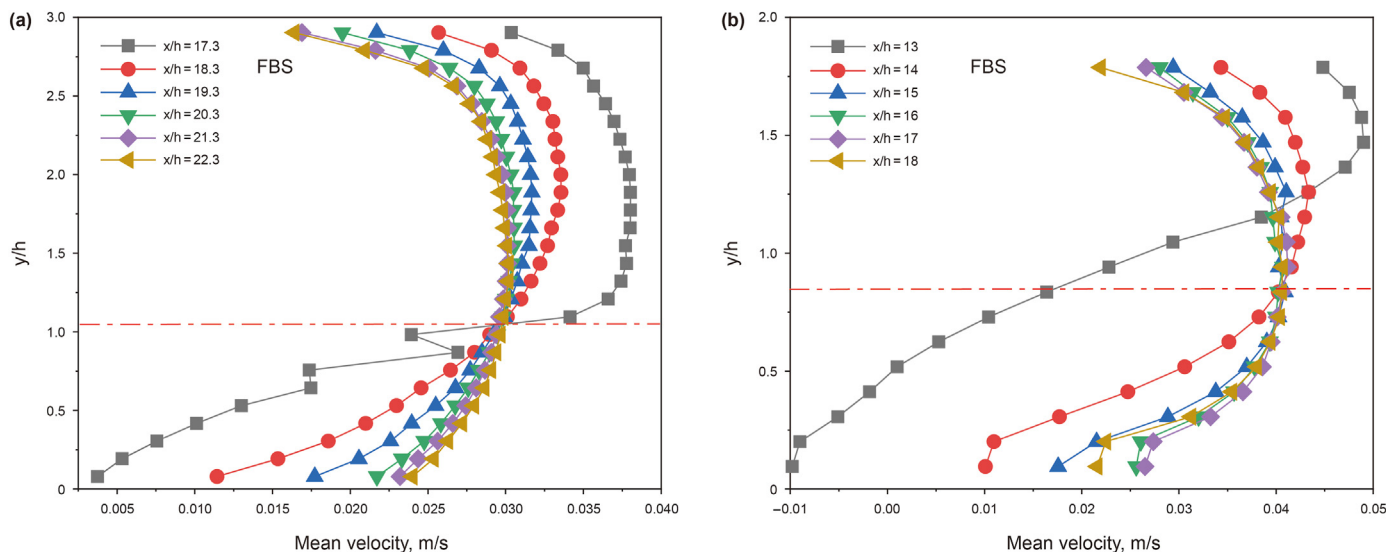 (a)
3.0
2.5
2.0
1.5
1.0
0.5
0
y/h
x/h = 17.3
x/h = 18.3
x/h = 19.3
x/h = 20.3
x/h = 21.3
x/h = 22.3
FBS
0.005
0.010
0.015
0.020
0.025
0.030
0.035
0.040
Mean velocity, m/s
(b)
2.0
1.5
1.0
0.5
0
y/h
x/h = 13
x/h = 14
x/h = 15
x/h = 16
x/h = 17
x/h = 18
FBS
−0.01
0.00
0.01
0.02
0.03
0.04
0.05
Mean velocity, m/s